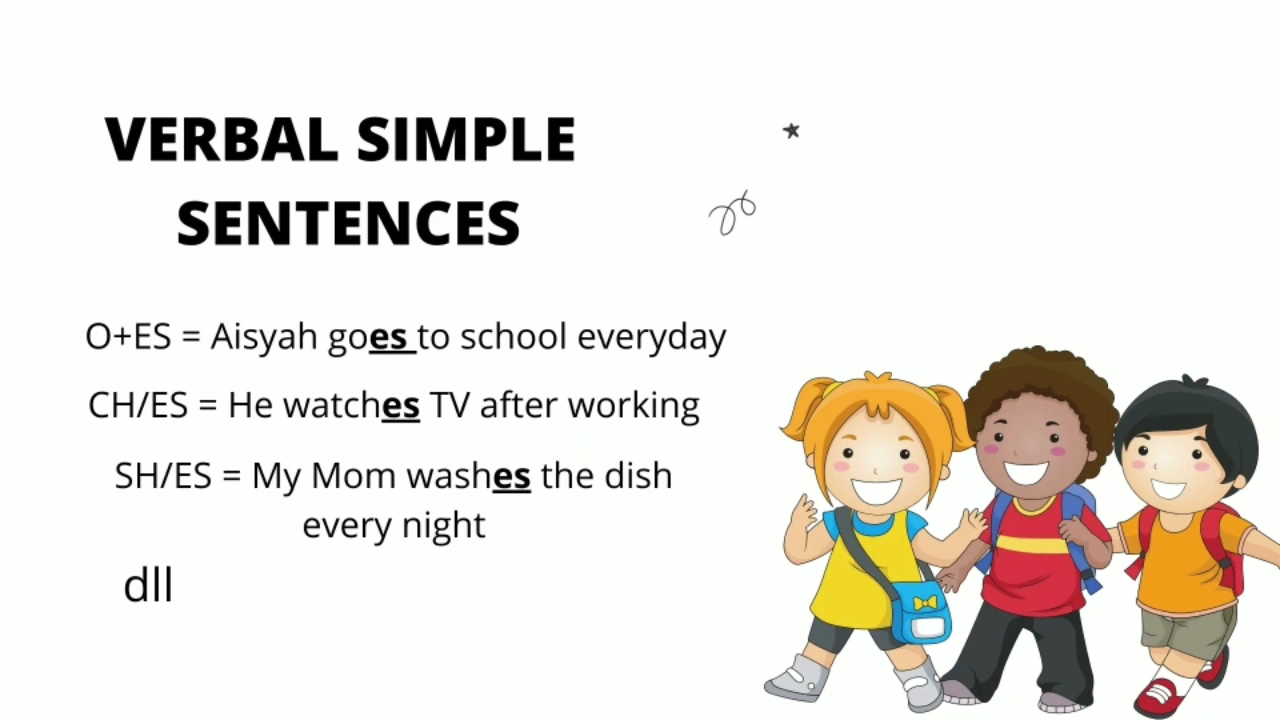 VERBAL SIMPLE
SENTENCES
O+ES = Aisyah goes to school everyday
CH/ES = He watches TV after working
SH/ES = My Mom washes the dish
every night
dll